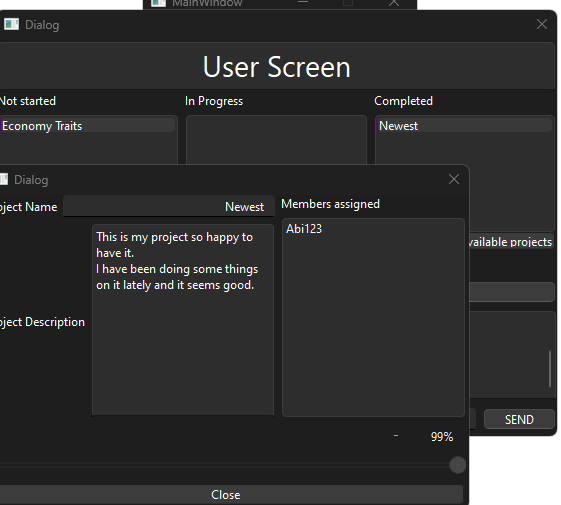 MainWindow
Dialog
User Screen
Not started
In Progress
Completed
Economy Traits
Newest
Dialog
oject Name
Newest
Members assigned
This is my project so happy to
have it.
I have been doing some things
on it lately and it seems good.
Abi123
vailable projects
oject Description
SEND
- 99%
Close